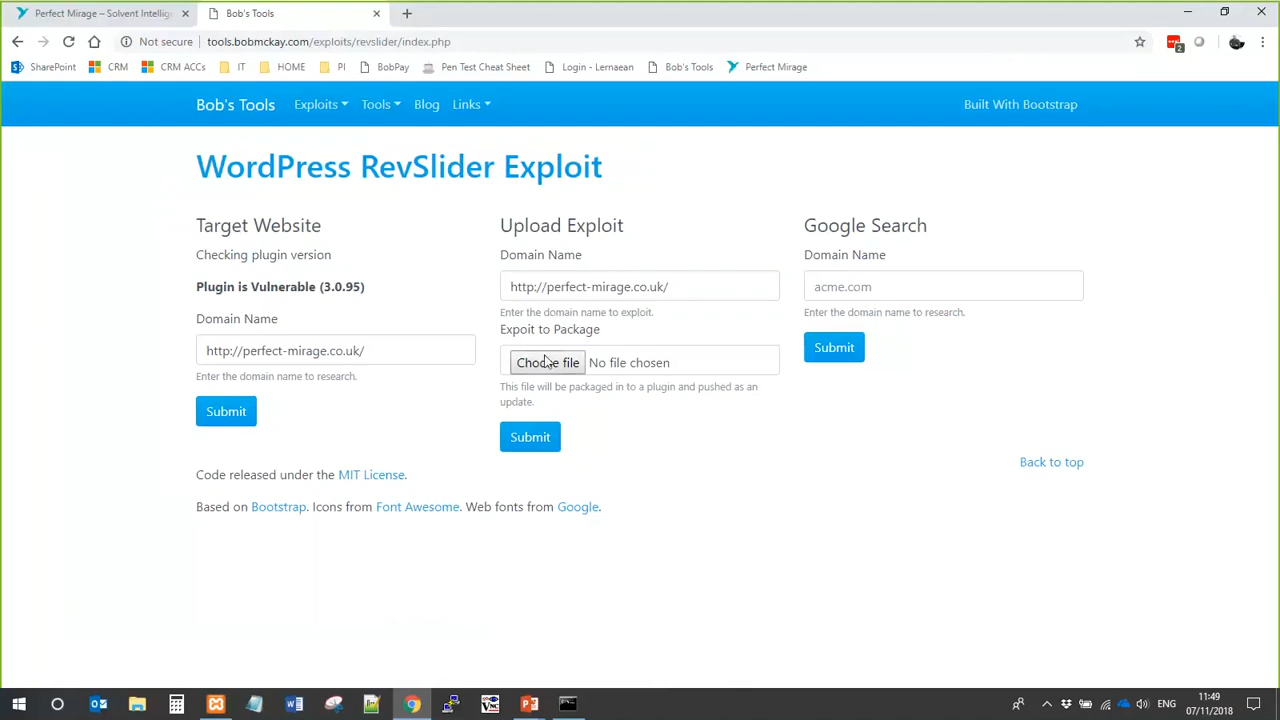 Perfect Mirage – Solvent Intellig
Bob's Tools
Not secure
tools.bobmckay.com/exploits/revslider/index.php
2
SharePoint
CRM
CRM ACCs
IT
HOME
PI
BobPay
Pen Test Cheat Sheet
Login - Lernaean
Bob's Tools
Perfect Mirage
Bob's Tools
Exploits
Tools
Blog
Links
Built With Bootstrap
WordPress RevSlider Exploit
Target Website
Checking plugin version
Plugin is Vulnerable (3.0.95)
Domain Name
http://perfect-mirage.co.uk/
Enter the domain name to research.
Submit
Upload Exploit
Domain Name
http://perfect-mirage.co.uk/
Enter the domain name to exploit.
Expoit to Package
Choose file No file chosen
This file will be packaged in to a plugin and pushed as an
update.
Submit
Google Search
Domain Name
acme.com
Enter the domain name to research.
Submit
Back to top
Code released under the MIT License.
Based on Bootstrap. Icons from Font Awesome. Web fonts from Google.
ENG
11:49
07/11/2018